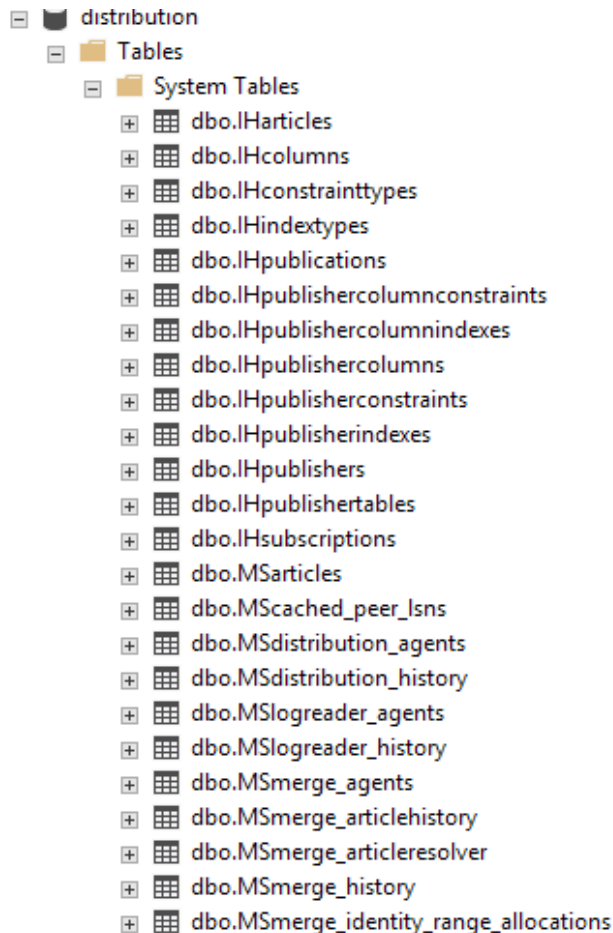 distribution
Tables
System Tables
dbo.IHarticles
dbo.IHcolumns
dbo.IHconstrainttypes
dbo.IHindextypes
dbo.IHpublications
dbo.IHpublishercolumnconstraints
dbo.IHpublishercolumnindexes
dbo.IHpublishercolumns
dbo.IHpublisherconstraints
dbo.IHpublisherindexes
dbo.IHpublishers
dbo.IHpublishertables
dbo.IHsubscriptions
dbo.MSarticles
dbo.MScached_peer_lsns
dbo.MSdistribution_agents
dbo.MSdistribution_history
dbo.MSlogreader_agents
dbo.MSlogreader_history
dbo.MSmerge_agents
dbo.MSmerge_articlehistory
dbo.MSmerge_articleresolver
dbo.MSmerge_history
dbo.MSmerge_identity_range_allocations